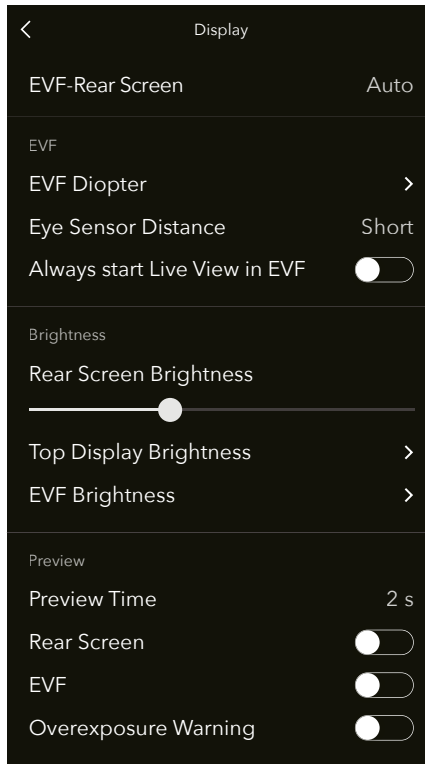 Display
EVF-Rear Screen Auto
EVF
EVF Diopter
Eye Sensor Distance Short
Always start Live View in EVF
Brightness
Rear Screen Brightness
Top Display Brightness
EVF Brightness
Preview
Preview Time 2 s
Rear Screen
EVF
Overexposure Warning